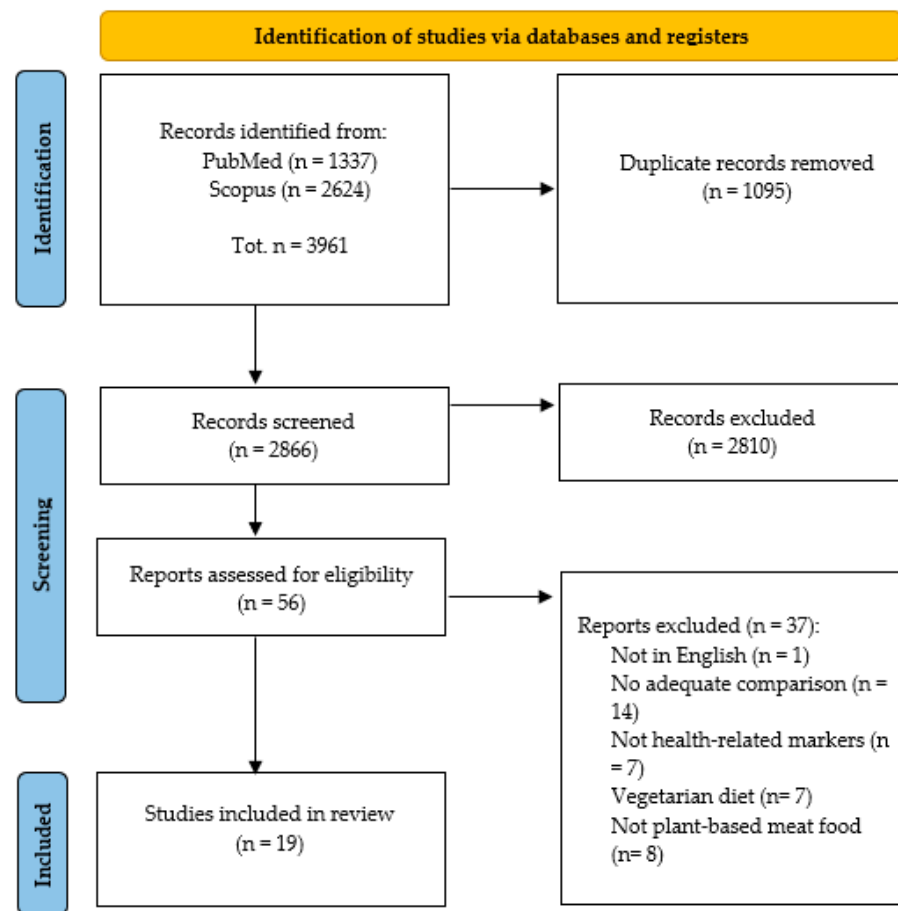 Identification of studies via databases and registers
Identification
Records identified from:
PubMed (n = 1337)
Scopus (n = 2624)
Tot. n = 3961
Duplicate records removed
(n = 1095)
Screening
Records screened
(n = 2866)
Records excluded
(n = 2810)
Reports assessed for eligibility
(n = 56)
Reports excluded (n = 37):
Not in English (n = 1)
No adequate comparison (n =
14)
Not health-related markers (n
= 7)
Vegetarian diet (n= 7)
Not plant-based meat food
(n= 8)
Included
Studies included in review
(n = 19)